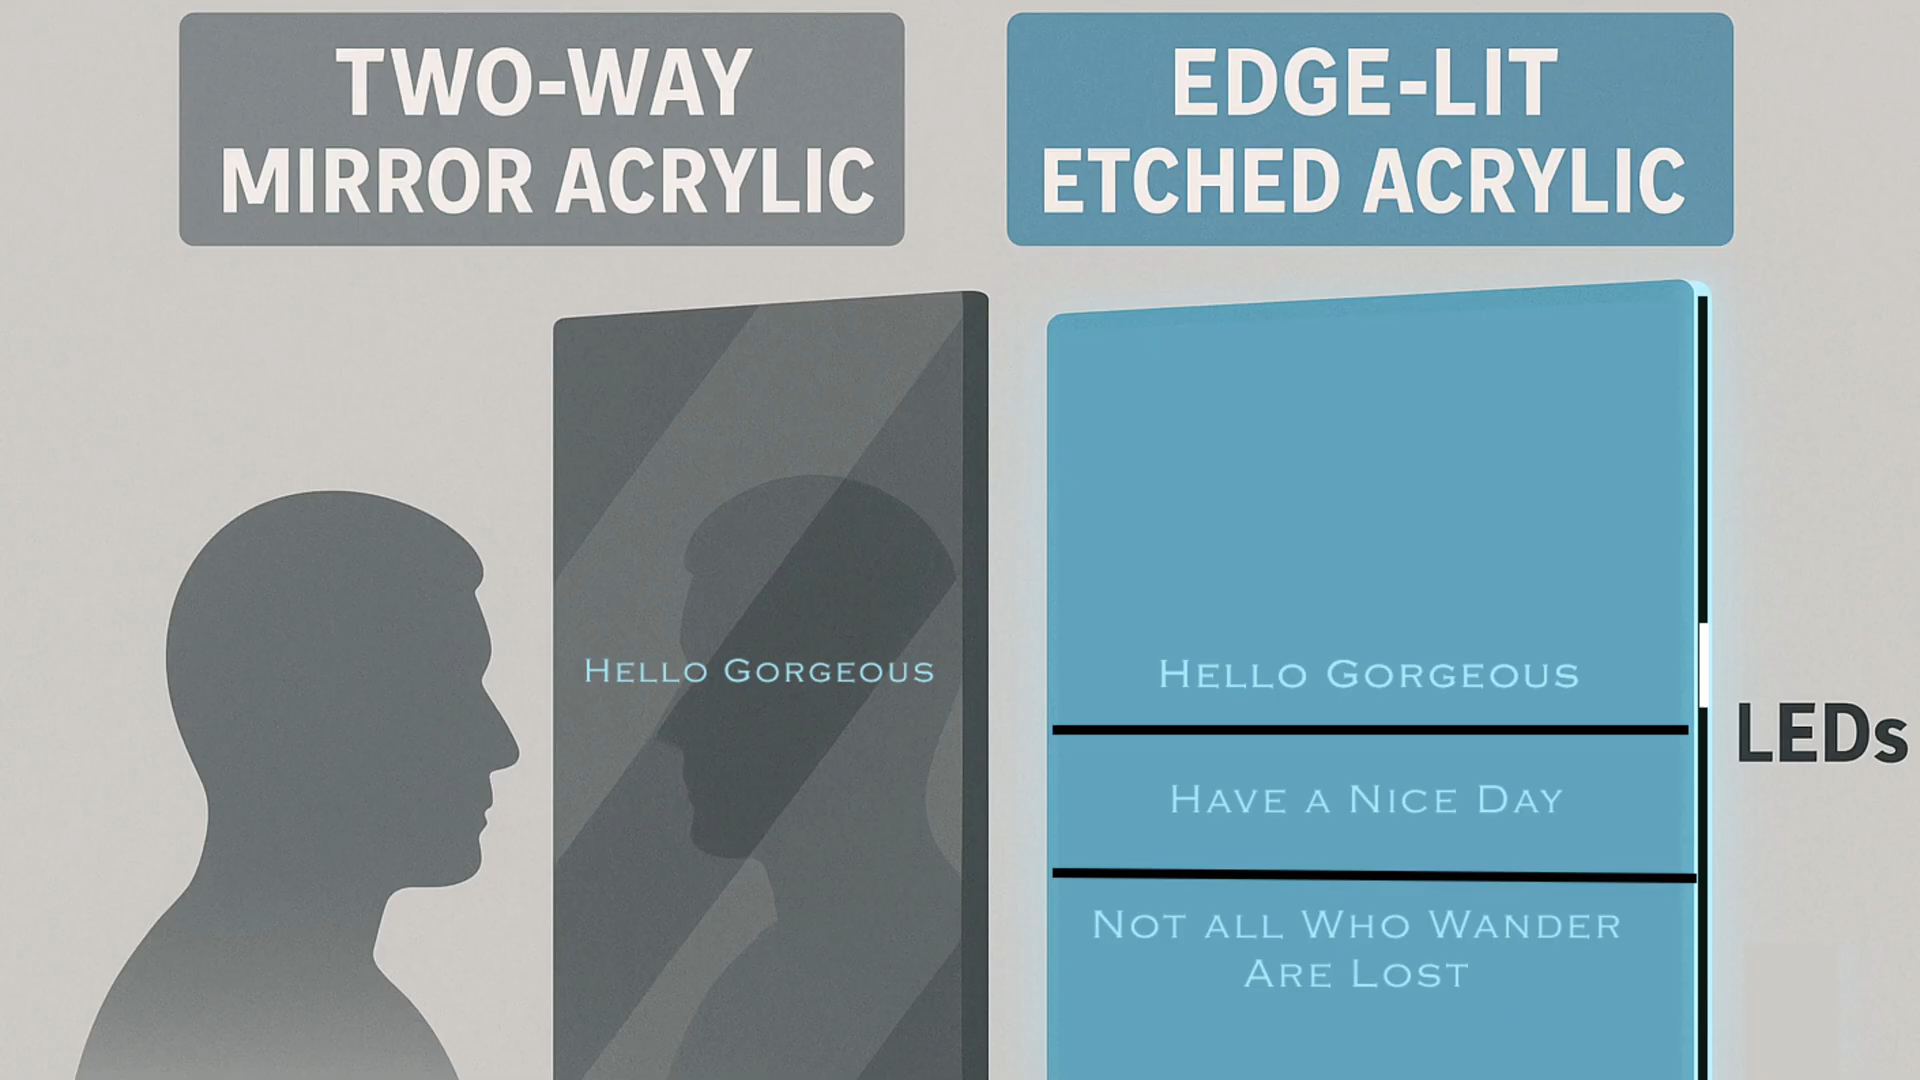 TWO-WAY
MIRROR ACRYLIC
EDGE-LIT
ETCHED ACRYLIC
HELLO GORGEOUS
HELLO GORGEOUS
HAVE A NICE DAY
NOT ALL WHO WANDER
ARE LOST
LEDs